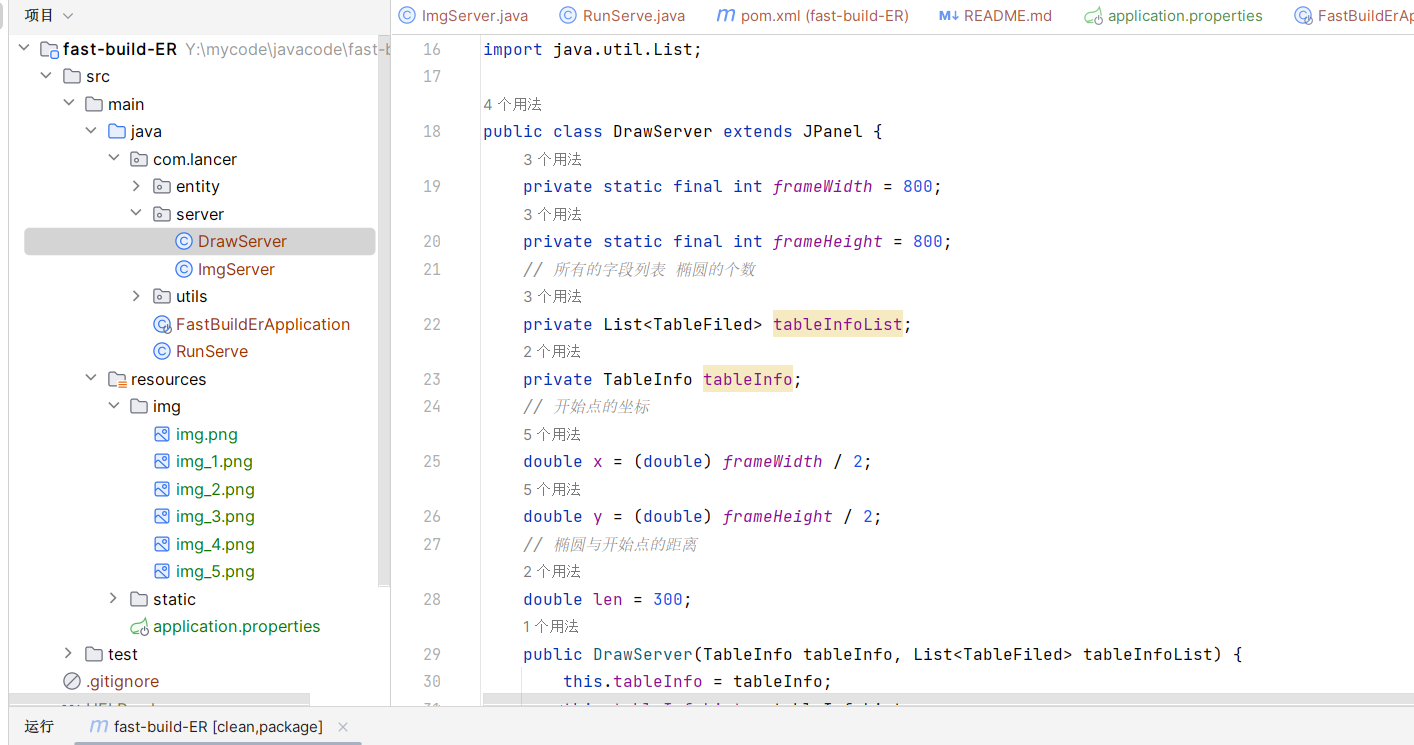 项目
fast-build-ER Y:\mycode\javacode\fast-b
src
main
java
com.lancer
entity
server
DrawServer
ImgServer
utils
FastBuildErApplication
RunServe
resources
img
img.png
img_1.png
img_2.png
img_3.png
img_4.png
img_5.png
static
application.properties
test
.gitignore
ImgServer.java RunServe.java pom.xml (fast-build-ER) README.md application.properties FastBuildErAp
16 import java.util.List;
17
4 个用法
18 public class DrawServer extends JPanel {
3 个用法
19 private static final int frameWidth = 800;
3 个用法
20 private static final int frameHeight = 800;
21 // 所有的字段列表 椭圆的个数
3 个用法
22 private List<TableFiled> tableInfoList;
2 个用法
23 private TableInfo tableInfo;
24 // 开始点的坐标
5 个用法
25 double x = (double) frameWidth / 2;
5 个用法
26 double y = (double) frameHeight / 2;
27 // 椭圆与开始点的距离
2 个用法
28 double len = 300;
1 个用法
29 public DrawServer(TableInfo tableInfo, List<TableFiled> tableInfoList) {
30 this.tableInfo = tableInfo;
运行 fast-build-ER [clean,package]